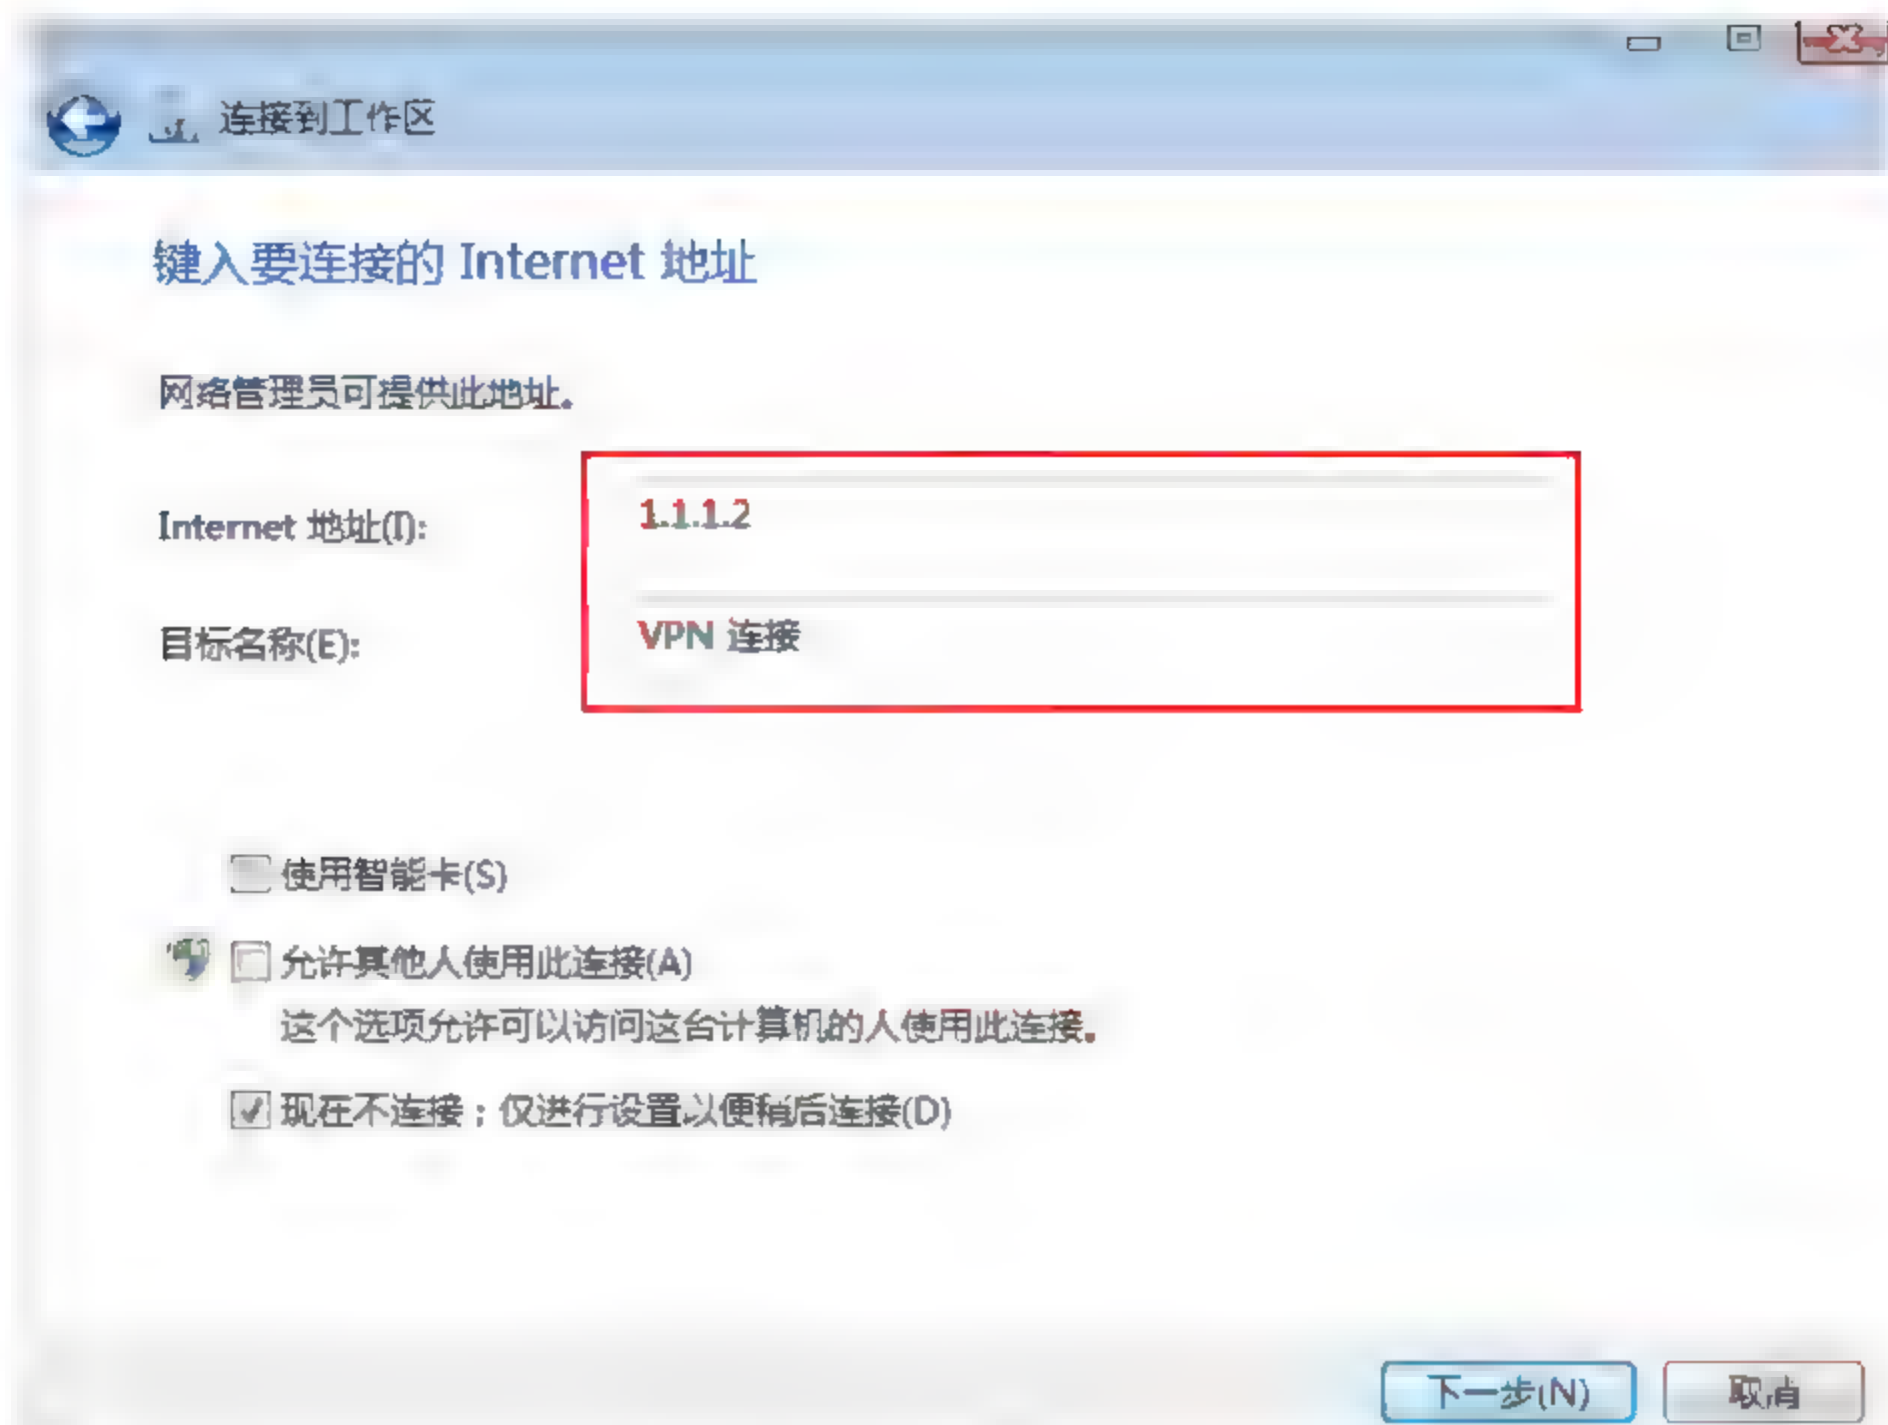 连接到工作区
键入要连接的 Internet 地址
网络管理员可提供此地址。
Internet 地址(I):
1.1.1.2
目标名称(E):
VPN 连接
使用智能卡(S)
允许其他人使用此连接(A)
这个选项允许可以访问这台计算机的人使用此连接。
现在不连接；仅进行设置以便稍后连接(D)
下一步(N)
取消